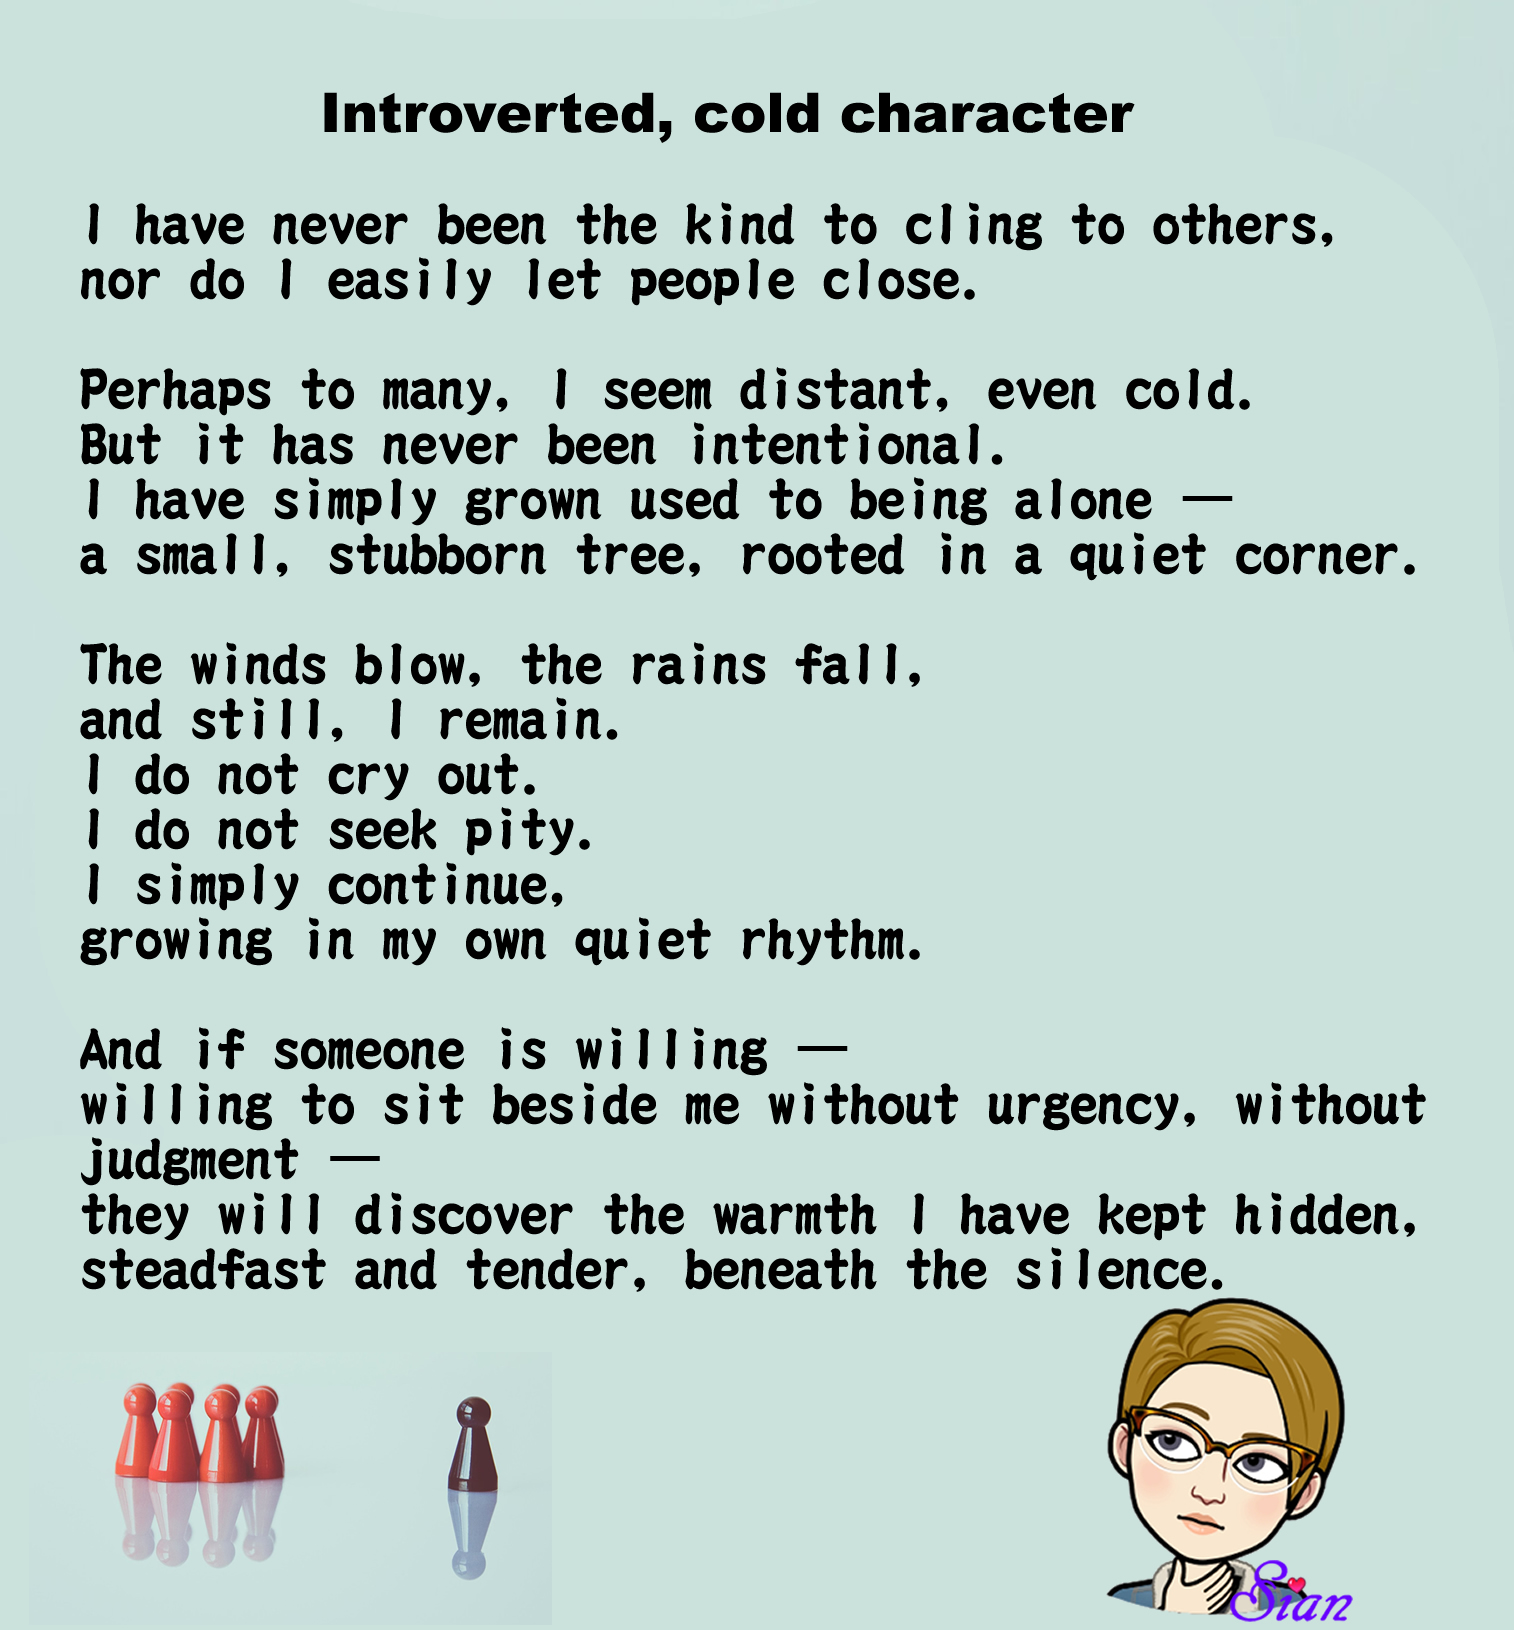 Introverted, cold character
I have never been the kind to cling to others,
nor do I easily let people close.
Perhaps to many, I seem distant, even cold.
But it has never been intentional.
I have simply grown used to being alone —
a small, stubborn tree, rooted in a quiet corner.
The winds blow, the rains fall,
and still, I remain.
I do not cry out.
I do not seek pity.
I simply continue,
growing in my own quiet rhythm.
And if someone is willing —
willing to sit beside me without urgency, without
judgment —
they will discover the warmth I have kept hidden,
steadfast and tender, beneath the silence.
Sian